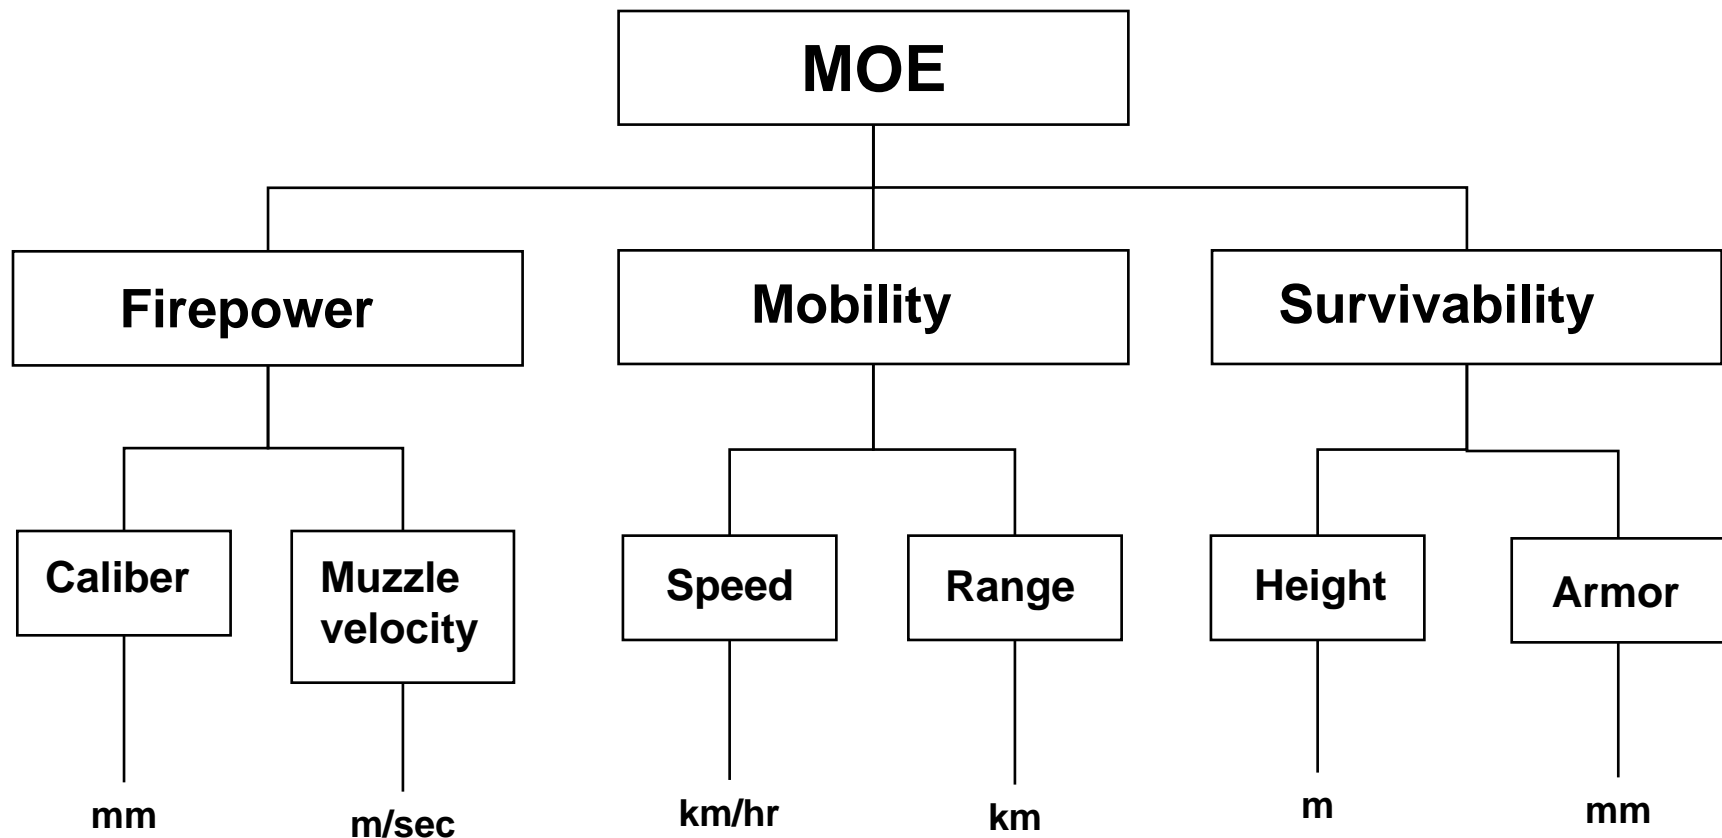 MOE
Firepower
Mobility
Survivability
Caliber
Muzzle
velocity
Speed
Range
Height
Armor
mm
m/sec
km/hr
km
m
mm